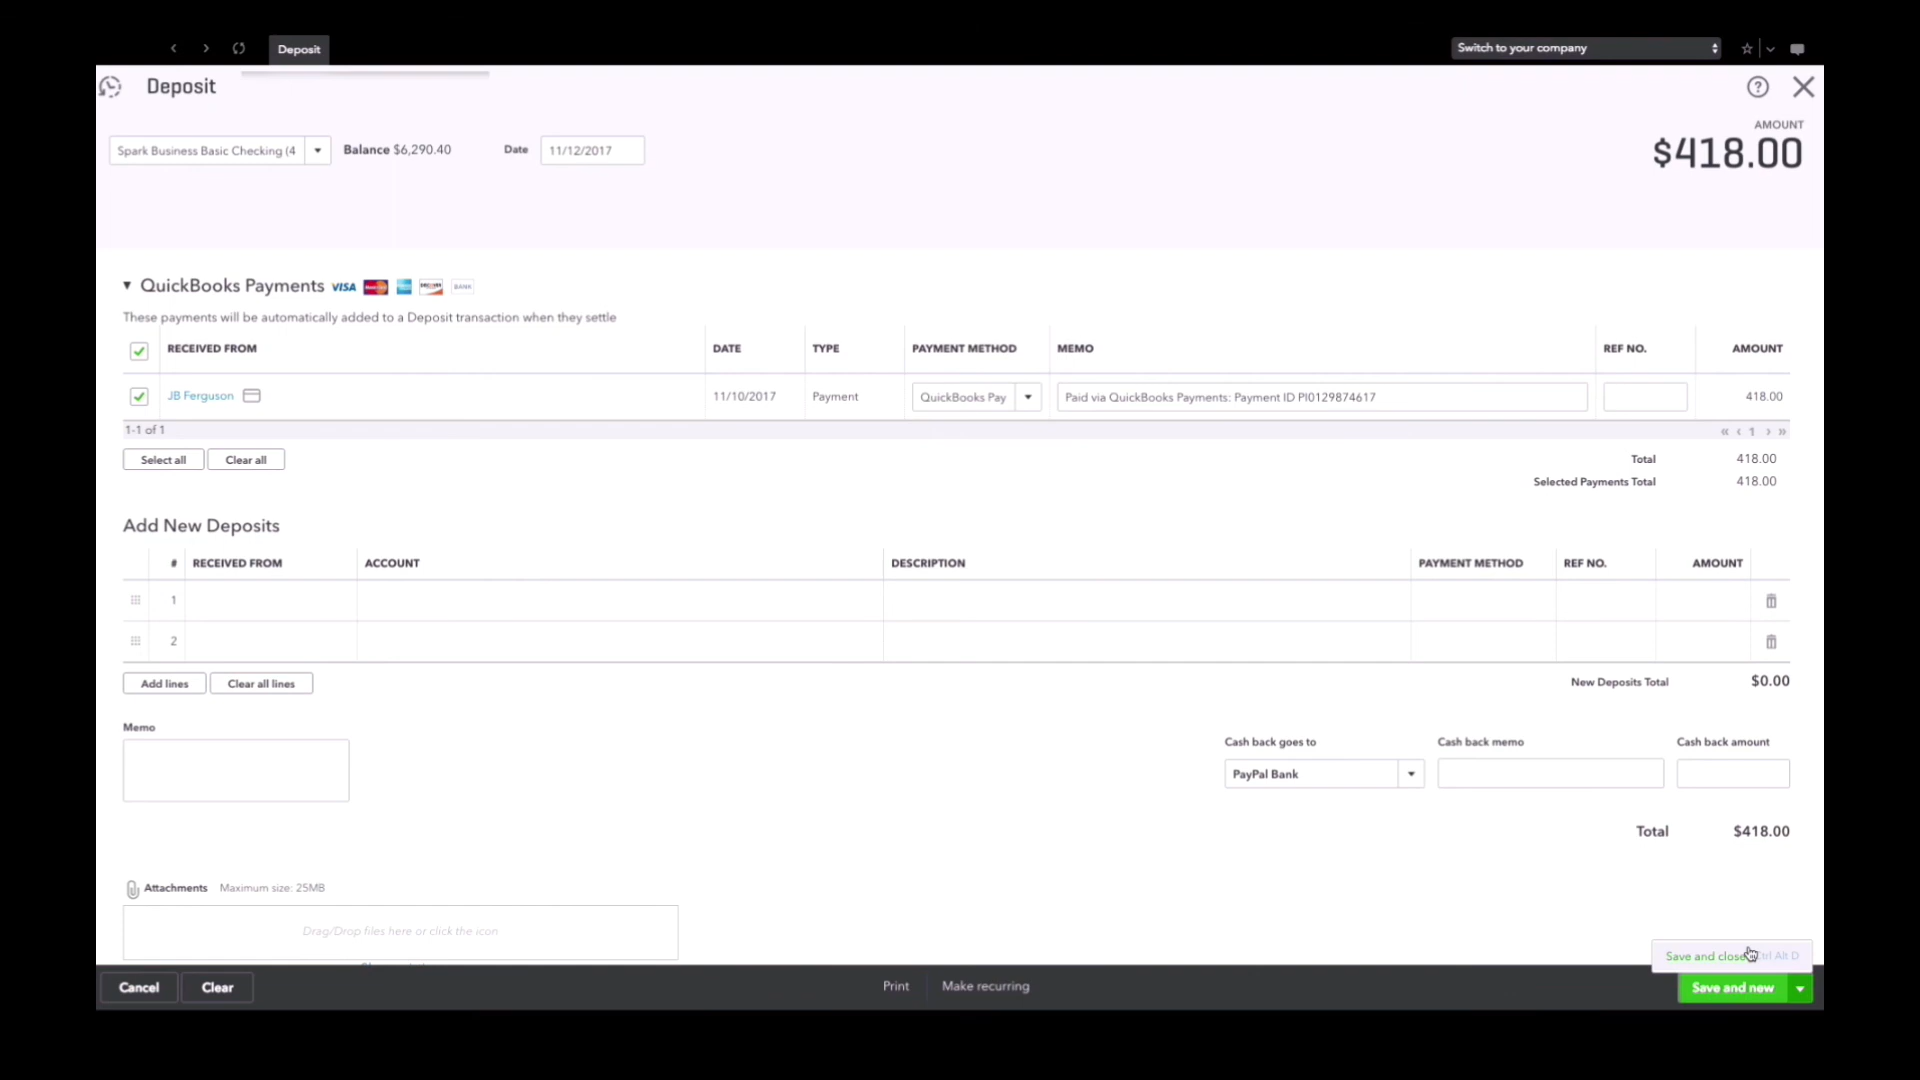 Deposit
Switch to your company
Deposit
AMOUNT
$418.00
Spark Business Basic Checking (4
Balance $6,290.40
Date
11/12/2017
QuickBooks Payments VISA MasterCard DISCOVER BANK
These payments will be automatically added to a Deposit transaction when they settle
RECEIVED FROM DATE TYPE PAYMENT METHOD MEMO REF NO. AMOUNT
JB Ferguson 11/10/2017 Payment QuickBooks Pay Paid via QuickBooks Payments: Payment ID PI0129874617 418.00
1-1 of 1 « ‹ 1 › »
Select all Clear all
Total 418.00
Selected Payments Total 418.00
Add New Deposits
# RECEIVED FROM ACCOUNT DESCRIPTION PAYMENT METHOD REF NO. AMOUNT
1
2
Add lines Clear all lines
New Deposits Total $0.00
Memo
Cash back goes to Cash back memo Cash back amount
PayPal Bank
Total $418.00
Attachments Maximum size: 25MB
Drag/Drop files here or click the icon
Save and close Alt D
Cancel Clear Print Make recurring Save and new